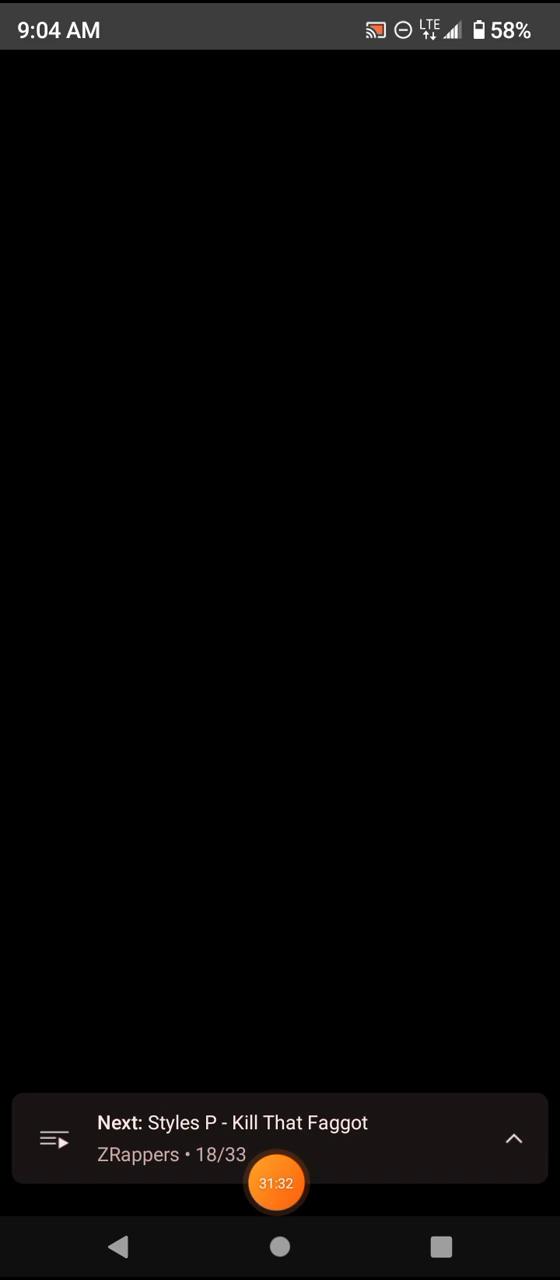 9:04 AM
LTE
58%
Next: Styles P - Kill That Faggot
ZRappers • 18/33
31:32